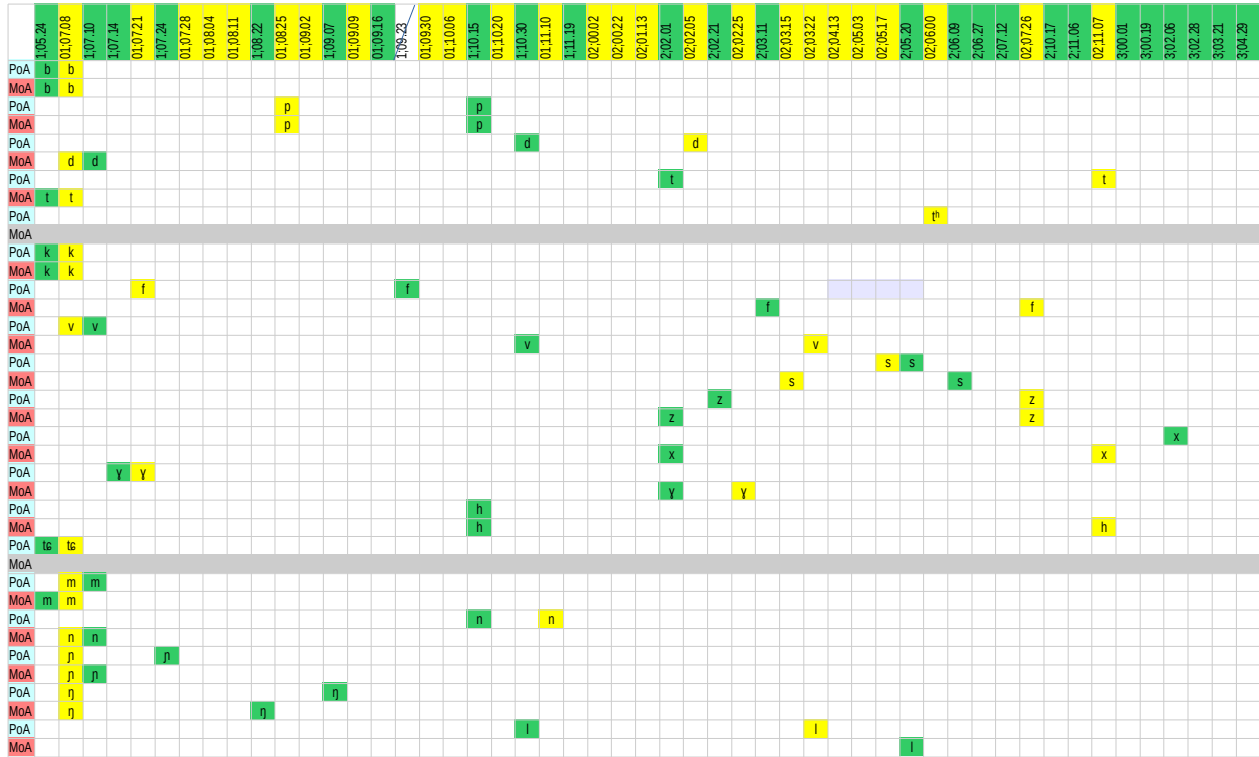 1;05.24 01;07.08 1;07.10 1;07.14 01;07.21 1;07.24 01;07.28 01;08.04 01;08.11 1;08.22 01;08.25 01;09.02 1;09.07 01;09.09 01;09.16 1;09.23 01;09.30 01;10.06 1;10.15 01;10.20 1;10.30 01;11.10 1;11.19 02;00.02 02;00.22 02;01.13 2;02.01 02;02.05 2;02.21 02;02.25 2;03.11 02;03.15 02;03.22 02;04.13 02;05.03 02;05.17 2;05.20 02;06.00 2;06.09 2;06.27 2;07.12 02;07.26 2;10.17 2;11.06 02;11.07 3;00.01 3;00.19 3;02.06 3;02.28 3;03.21 3;04.29
PoA b b
MoA b b
PoA p p
MoA p p
PoA d d
MoA d d
PoA t t
MoA t t
PoA tʰ
MoA
PoA k k
MoA k k
PoA f f
MoA f f
PoA v v
MoA v v
PoA s s
MoA s s
PoA z z
MoA z z
PoA x
MoA x x
PoA ɣ ɣ
MoA ɣ ɣ
PoA h
MoA h h
PoA tɕ tɕ
MoA
PoA m m
MoA m m
PoA n n
MoA n n
PoA ɲ ɲ
MoA ɲ ɲ
PoA ŋ ŋ
MoA ŋ ŋ
PoA l l
MoA l